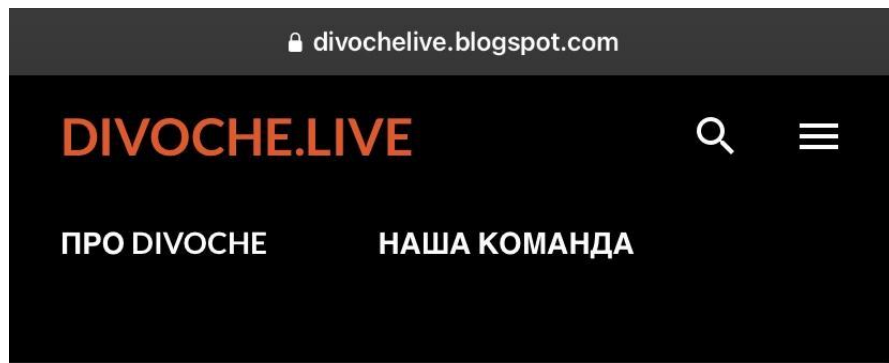 divochelive.blogspot.com
DIVOCHE.LIVE
ПРО DIVOCHE НАША КОМАНДА